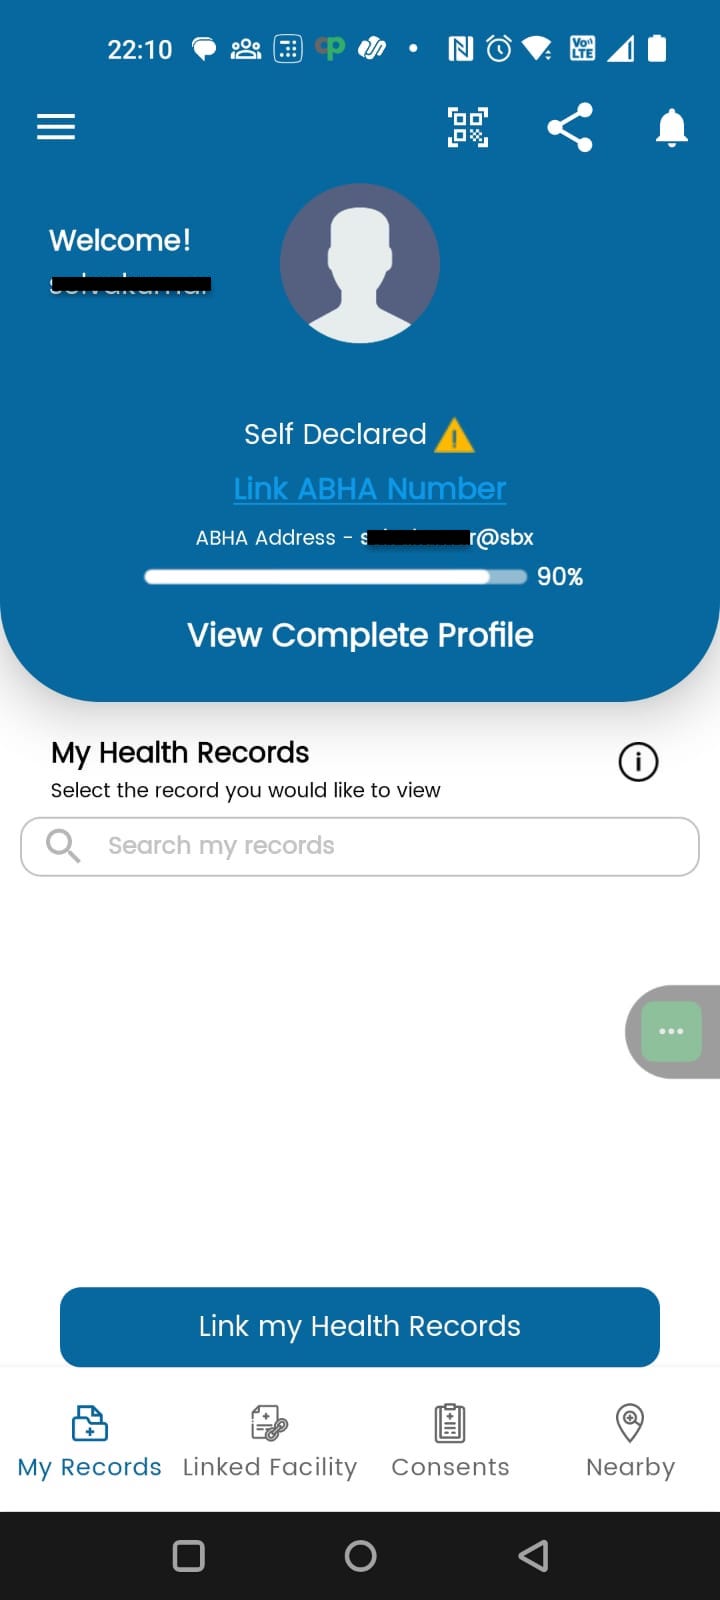 22:10
Vo)) LTE
Welcome!
Self Declared
Link ABHA Number
ABHA Address - s r@sbx
90%
View Complete Profile
My Health Records
Select the record you would like to view
Search my records
Link my Health Records
My Records
Linked Facility
Consents
Nearby